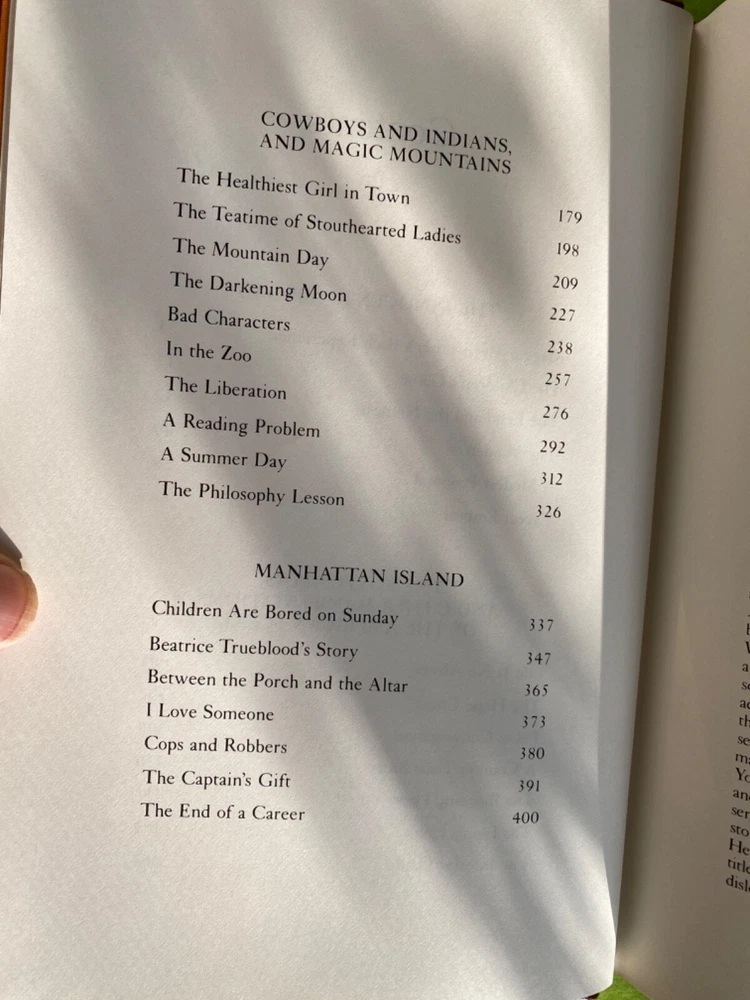 COWBOYS AND INDIANS,
AND MAGIC MOUNTAINS
The Healthiest Girl in Town 179
The Teatime of Stouthearted Ladies 198
The Mountain Day 209
The Darkening Moon 227
Bad Characters 238
In the Zoo 257
The Liberation 276
A Reading Problem 292
A Summer Day 312
The Philosophy Lesson 326
MANHATTAN ISLAND
Children Are Bored on Sunday 337
Beatrice Trueblood's Story 347
Between the Porch and the Altar 365
I Love Someone 373
Cops and Robbers 380
The Captain's Gift 391
The End of a Career 400